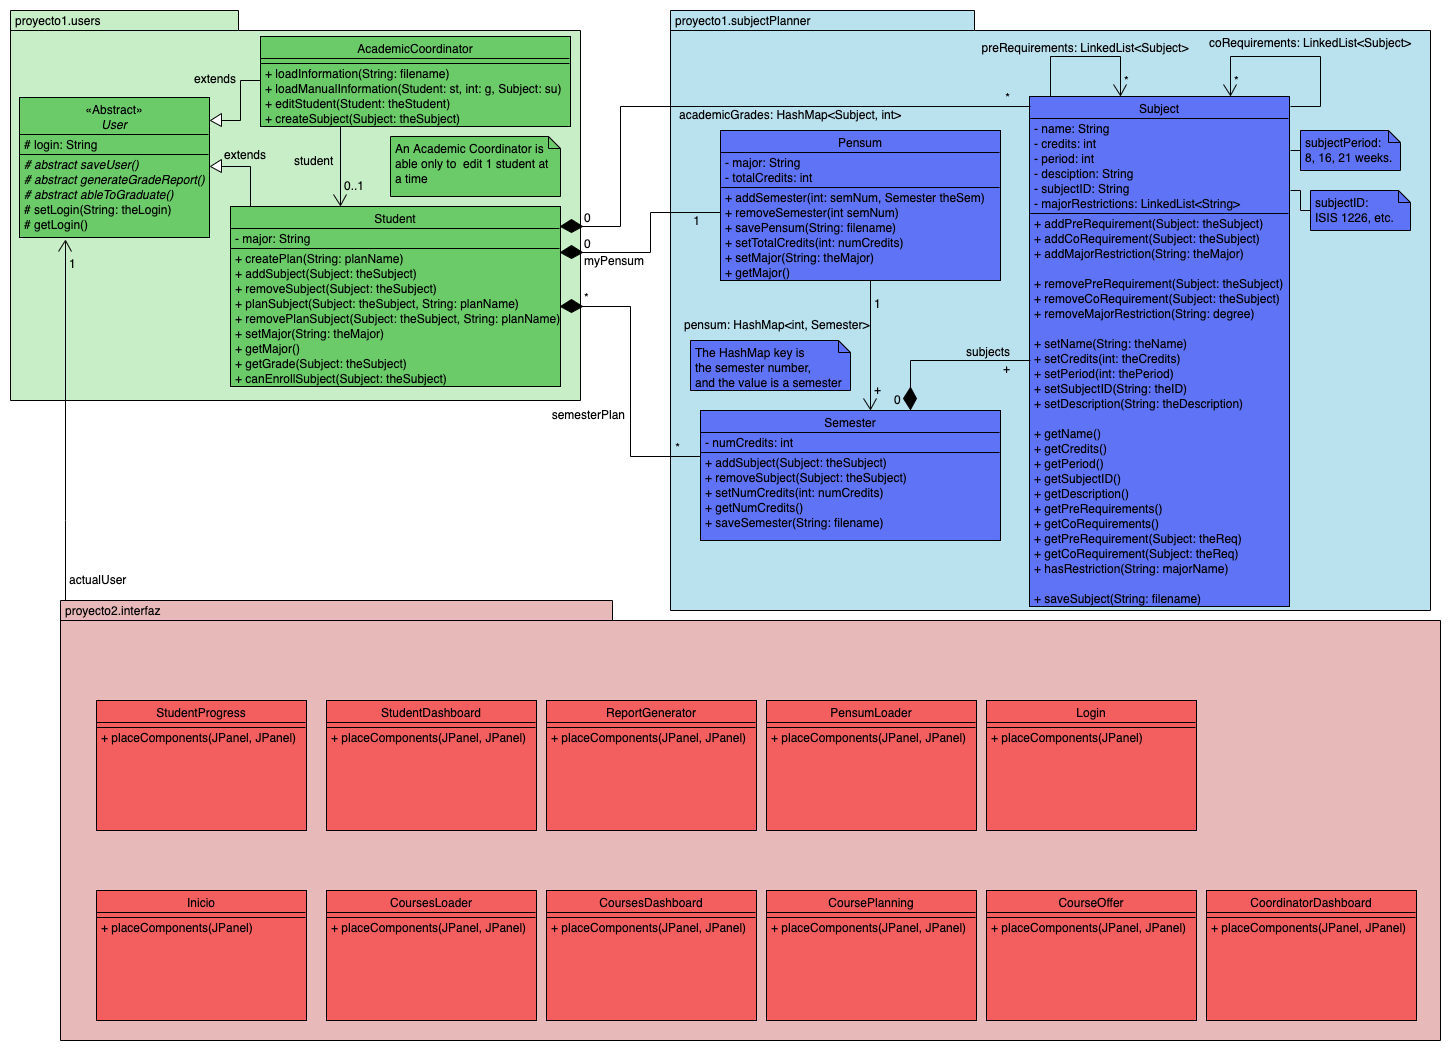 proyecto1.users
AcademicCoordinator
+ loadInformation(String: filename)
+ loadManualInformation(Student: st, int: g, Subject: su)
+ editStudent(Student: theStudent)
+ createSubject(Subject: theSubject)
extends
«Abstract»
User
# login: String
# abstract saveUser()
# abstract generateGradeReport()
# abstract ableToGraduate()
# setLogin(String: theLogin)
# getLogin()
extends
student
0..1
An Academic Coordinator is
able only to edit 1 student at
a time
Student
- major: String
+ createPlan(String: planName)
+ addSubject(Subject: theSubject)
+ removeSubject(Subject: theSubject)
+ planSubject(Subject: theSubject, String: planName)
+ removePlanSubject(Subject: theSubject, String: planName)
+ setMajor(String: theMajor)
+ getMajor()
+ getGrade(Subject: theSubject)
+ canEnrollSubject(Subject: theSubject)
0
0
myPensum
*
semesterPlan
1
actualUser
proyecto1.subjectPlanner
preRequirements: LinkedList<Subject>
*
coRequirements: LinkedList<Subject>
*
*
academicGrades: HashMap<Subject, int>
Pensum
- major: String
- totalCredits: int
+ addSemester(int: semNum, Semester theSem)
+ removeSemester(int semNum)
+ savePensum(String: filename)
+ setTotalCredits(int: numCredits)
+ setMajor(String: theMajor)
+ getMajor()
1
1
pensum: HashMap<int, Semester>
The HashMap key is
the semester number,
and the value is a semester
+
subjects
+
0
*
Semester
- numCredits: int
+ addSubject(Subject: theSubject)
+ removeSubject(Subject: theSubject)
+ setNumCredits(int: numCredits)
+ getNumCredits()
+ saveSemester(String: filename)
Subject
- name: String
- credits: int
- period: int
- desciption: String
- subjectID: String
- majorRestrictions: LinkedList<String>
+ addPreRequirement(Subject: theSubject)
+ addCoRequirement(Subject: theSubject)
+ addMajorRestriction(String: theMajor)
+ removePreRequirement(Subject: theSubject)
+ removeCoRequirement(Subject: theSubject)
+ removeMajorRestriction(String: degree)
+ setName(String: theName)
+ setCredits(int: theCredits)
+ setPeriod(int: thePeriod)
+ setSubjectID(String: theID)
+ setDescription(String: theDescription)
+ getName()
+ getCredits()
+ getPeriod()
+ getSubjectID()
+ getDescription()
+ getPreRequirements()
+ getCoRequirements()
+ getPreRequirement(Subject: theReq)
+ getCoRequirement(Subject: theReq)
+ hasRestriction(String: majorName)
+ saveSubject(String: filename)
subjectPeriod:
8, 16, 21 weeks.
subjectID:
ISIS 1226, etc.
proyecto2.interfaz
StudentProgress
+ placeComponents(JPanel, JPanel)
StudentDashboard
+ placeComponents(JPanel, JPanel)
ReportGenerator
+ placeComponents(JPanel, JPanel)
PensumLoader
+ placeComponents(JPanel, JPanel)
Login
+ placeComponents(JPanel)
Inicio
+ placeComponents(JPanel)
CoursesLoader
+ placeComponents(JPanel, JPanel)
CoursesDashboard
+ placeComponents(JPanel, JPanel)
CoursePlanning
+ placeComponents(JPanel, JPanel)
CourseOffer
+ placeComponents(JPanel, JPanel)
CoordinatorDashboard
+ placeComponents(JPanel, JPanel)